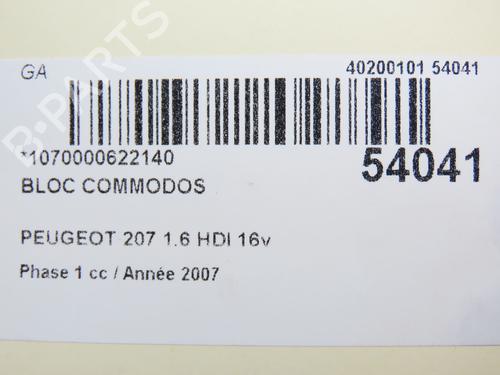 GA
40200101 54041
*1070000622140
54041
BLOC COMMODOS
PEUGEOT 207 1.6 HDI 16v
Phase 1 cc / Année 2007
B-PARTS